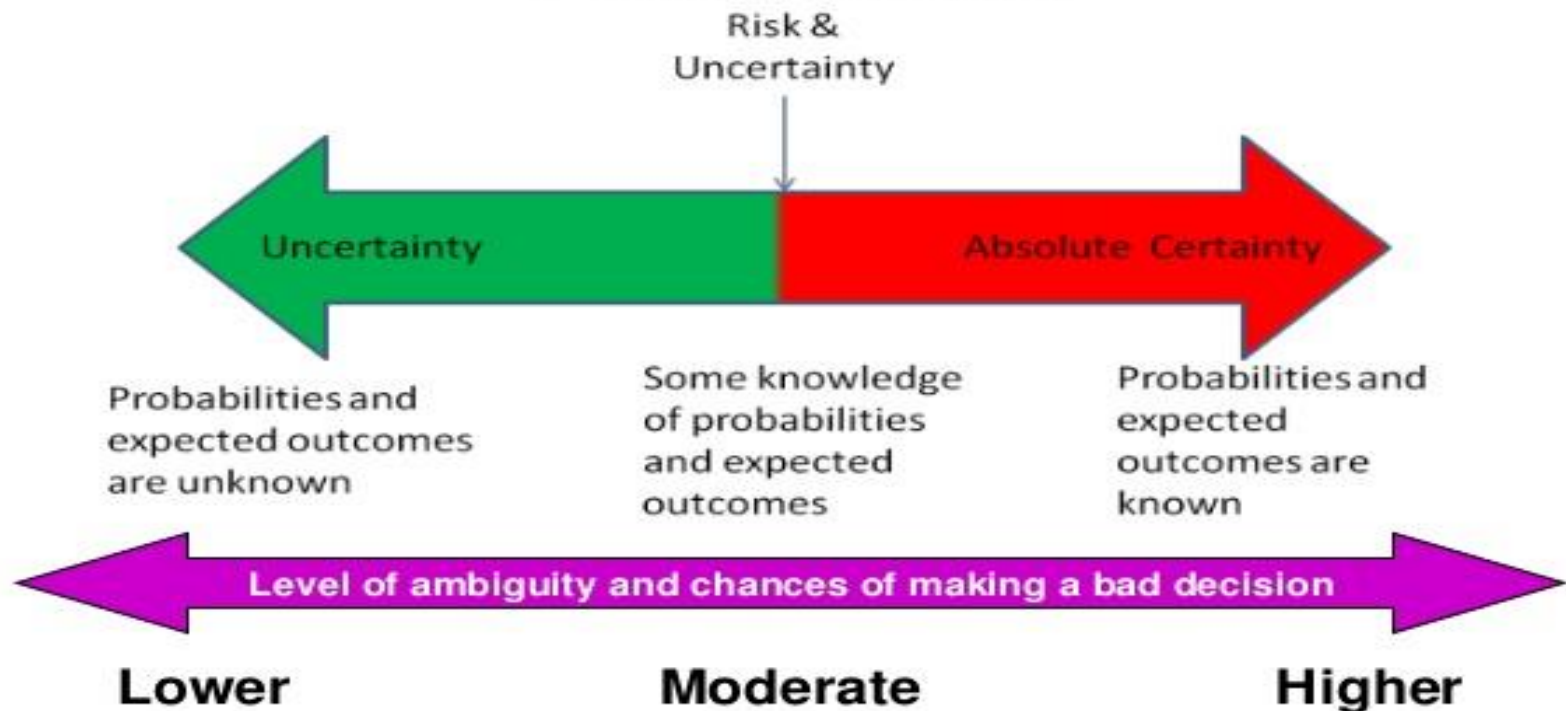 Risk &
Uncertainty
Uncertainty
Absolute Certainty
Probabilities and
expected outcomes
are unknown
Some knowledge
of probabilities
and expected
outcomes
Probabilities and
expected
outcomes are
known
Level of ambiguity and chances of making a bad decision
Lower
Moderate
Higher